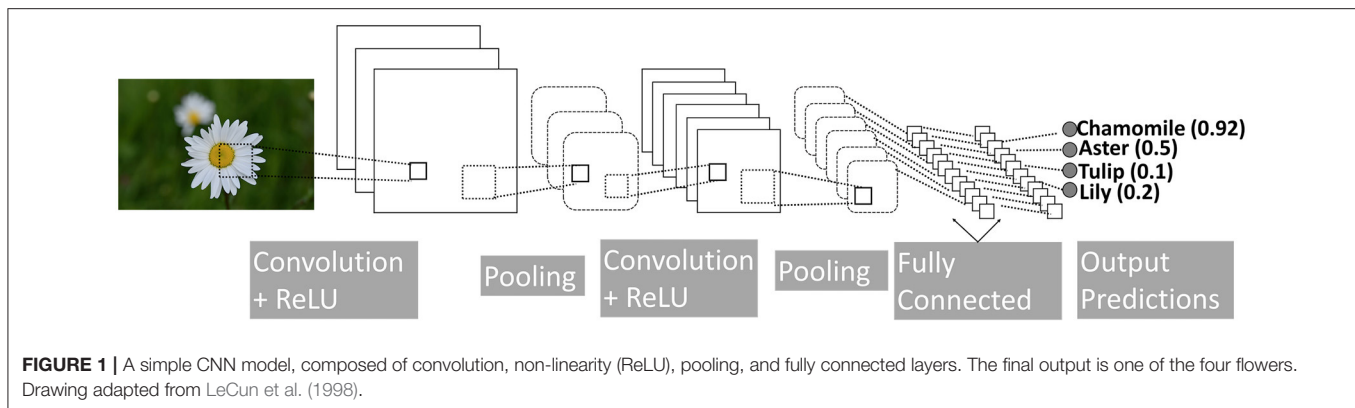 Chamomile (0.92)
Aster (0.5)
Tulip (0.1)
Lily (0.2)
Convolution
+ ReLU
Pooling
Convolution
+ ReLU
Pooling
Fully
Connected
Output
Predictions
FIGURE 1 | A simple CNN model, composed of convolution, non-linearity (ReLU), pooling, and fully connected layers. The final output is one of the four flowers.
Drawing adapted from LeCun et al. (1998).